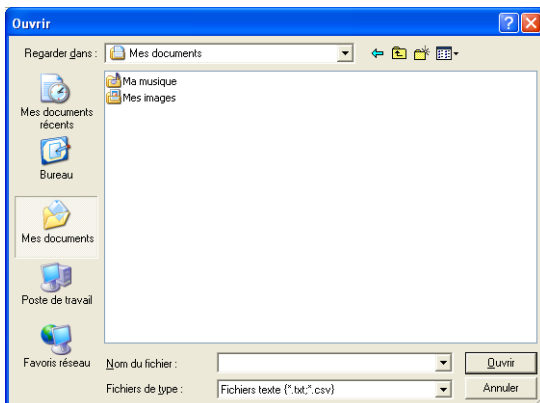 Ouvrir
Regarder dans :
Mes documents
Ma musique
Mes images
Mes documents
récents
Bureau
Mes documents
Poste de travail
Favoris réseau
Nom du fichier :
Ouvrir
Fichiers de type :
Fichiers texte (*.txt;*.csv)
Annuler